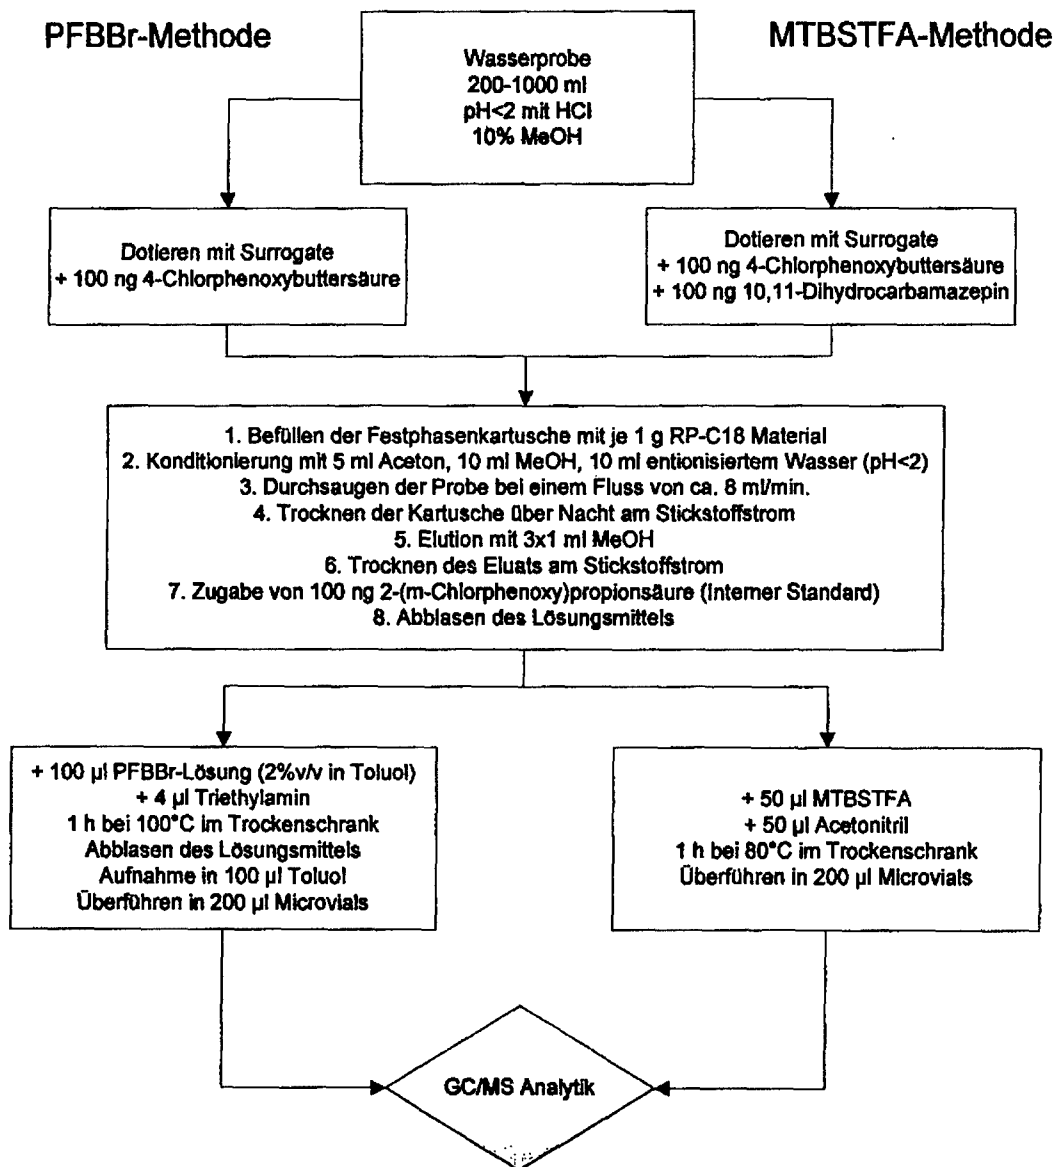 PFBBr-Methode
MTBSTFA-Methode
Wasserprobe
200-1000 ml
pH<2 mit HCl
10% MeOH
Dotieren mit Surrogate
+ 100 ng 4-Chlorphenoxybuttersäure
Dotieren mit Surrogate
+ 100 ng 4-Chlorphenoxybuttersäure
+ 100 ng 10,11-Dihydrocarbamazepin
1. Befüllen der Festphasenkartusche mit je 1 g RP-C18 Material
2. Konditionierung mit 5 ml Aceton, 10 ml MeOH, 10 ml entionisiertem Wasser (pH<2)
3. Durchsaugen der Probe bei einem Fluss von ca. 8 ml/min.
4. Trocknen der Kartusche über Nacht am Stickstoffstrom
5. Elution mit 3x1 ml MeOH
6. Trocknen des Eluats am Stickstoffstrom
7. Zugabe von 100 ng 2-(m-Chlorphenoxy)propionsäure (Interner Standard)
8. Abblasen des Lösungsmittels
+ 100 µl PFBBr-Lösung (2%v/v in Toluol)
+ 4 µl Triethylamin
1 h bei 100°C im Trockenschrank
Abblasen des Lösungsmittels
Aufnahme in 100 µl Toluol
Überführen in 200 µl Microvials
+ 50 µl MTBSTFA
+ 50 µl Acetonitril
1 h bei 80°C im Trockenschrank
Überführen in 200 µl Microvials
GC/MS Analytik